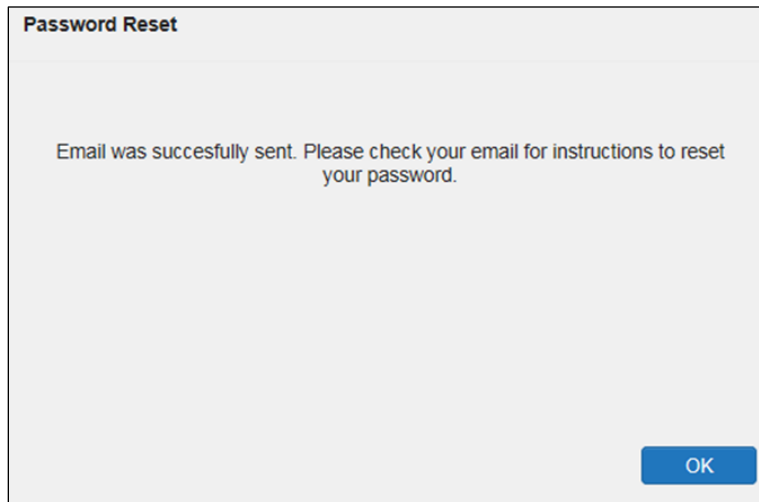 Password Reset
Email was succesfully sent. Please check your email for instructions to reset
your password.
OK